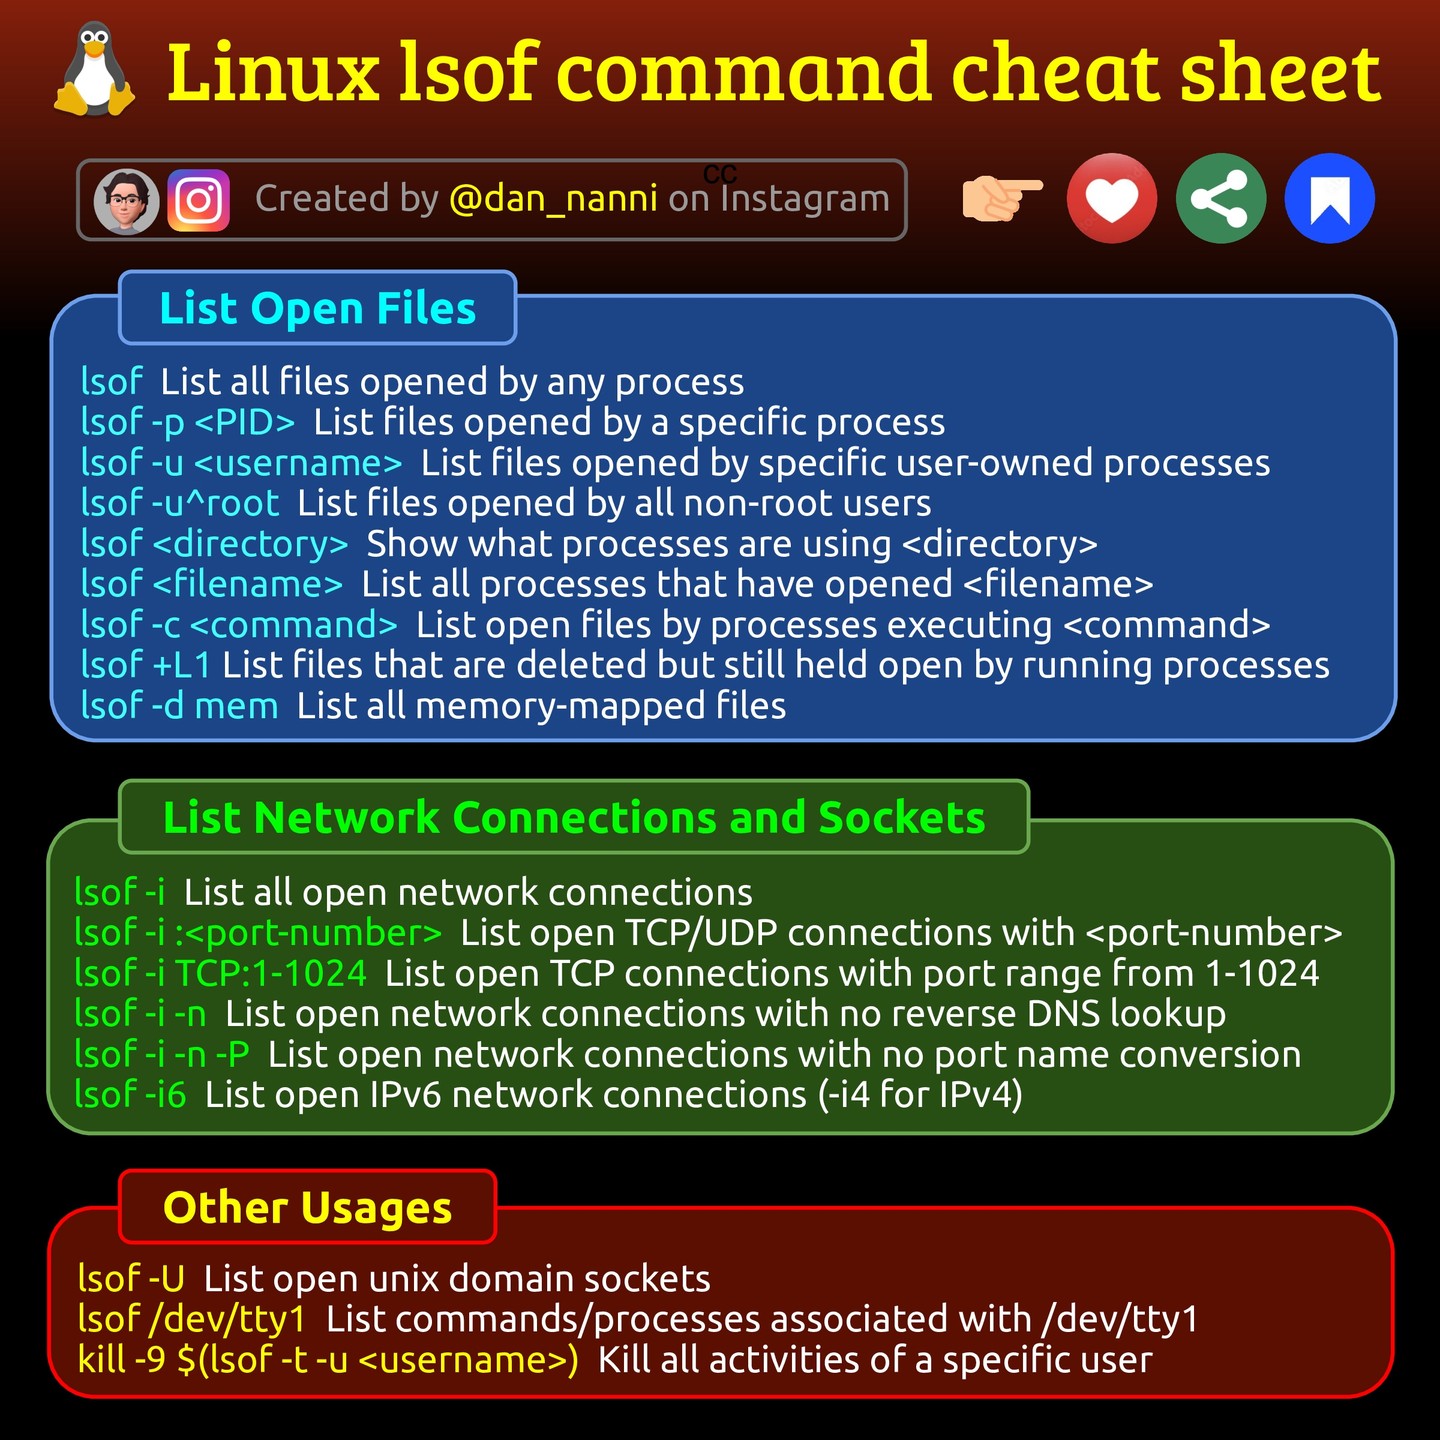 Linux lsof command cheat sheet
cc
Created by @dan_nanni on Instagram
List Open Files
lsof List all files opened by any process
lsof -p <PID> List files opened by a specific process
lsof -u <username> List files opened by specific user-owned processes
lsof -u^root List files opened by all non-root users
lsof <directory> Show what processes are using <directory>
lsof <filename> List all processes that have opened <filename>
lsof -c <command> List open files by processes executing <command>
lsof +L1 List files that are deleted but still held open by running processes
lsof -d mem List all memory-mapped files
List Network Connections and Sockets
lsof -i List all open network connections
lsof -i :<port-number> List open TCP/UDP connections with <port-number>
lsof -i TCP:1-1024 List open TCP connections with port range from 1-1024
lsof -i -n List open network connections with no reverse DNS lookup
lsof -i -n -P List open network connections with no port name conversion
lsof -i6 List open IPv6 network connections (-i4 for IPv4)
Other Usages
lsof -U List open unix domain sockets
lsof /dev/tty1 List commands/processes associated with /dev/tty1
kill -9 $(lsof -t -u <username>) Kill all activities of a specific user